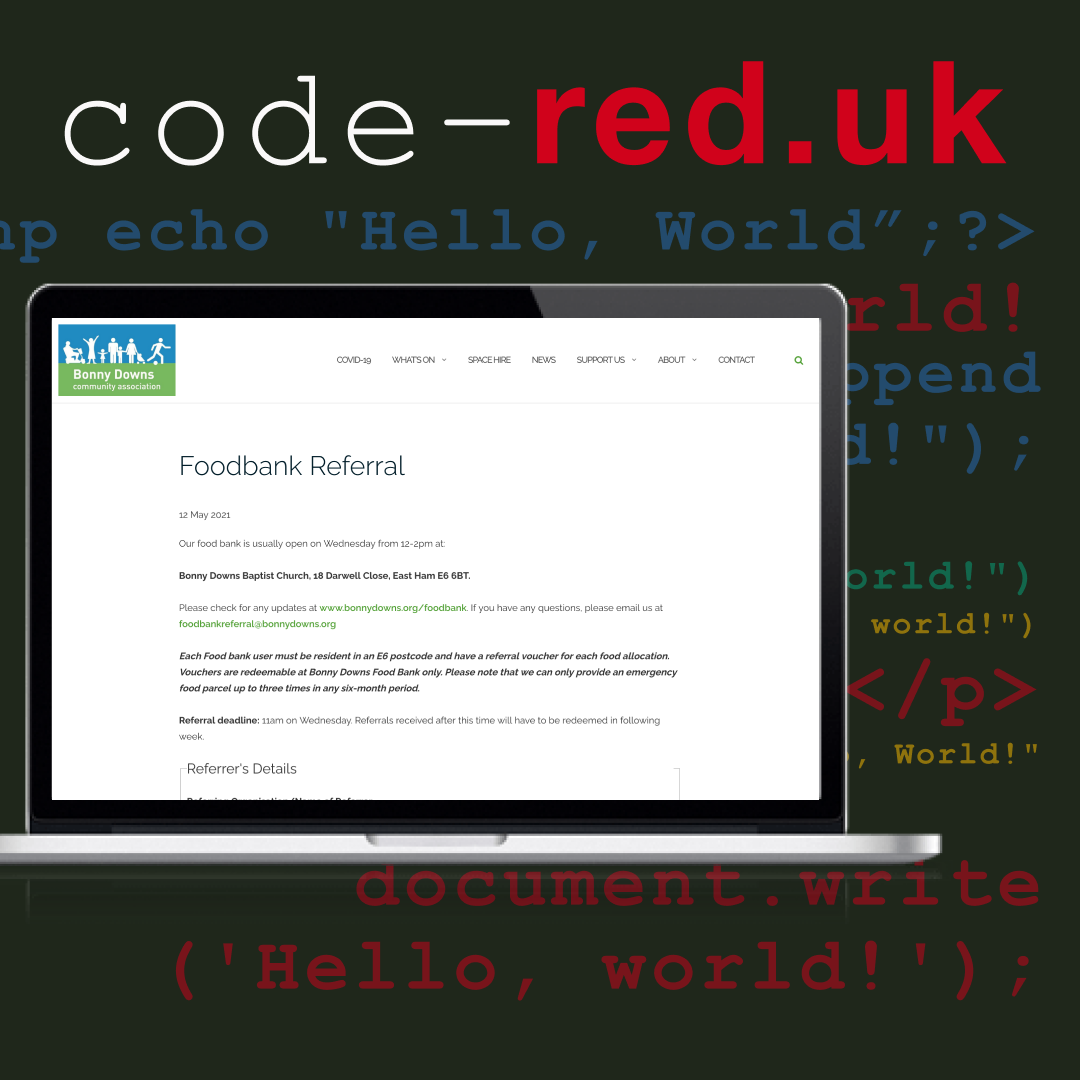 code-red.uk
echo "Hello, World”;?>
Bonny Downs
community association
COVID-19 WHAT'S ON SPACE HIRE NEWS SUPPORT US ABOUT CONTACT
Foodbank Referral
12 May 2021
Our food bank is usually open on Wednesday from 12-2pm at:
Bonny Downs Baptist Church, 18 Darwell Close, East Ham E6 6BT.
Please check for any updates at www.bonnydowns.org/foodbank. If you have any questions, please email us at
foodbankreferral@bonnydowns.org
Each Food bank user must be resident in an E6 postcode and have a referral voucher for each food allocation.
Vouchers are redeemable at Bonny Downs Food Bank only. Please note that we can only provide an emergency
food parcel up to three times in any six-month period.
Referral deadline: 11am on Wednesday. Referrals received after this time will have to be redeemed in following
week.
Referrer's Details
rld!
ppend
d!");
orld!")
world!")
</p>
, World!"
document.write
('Hello, world!');